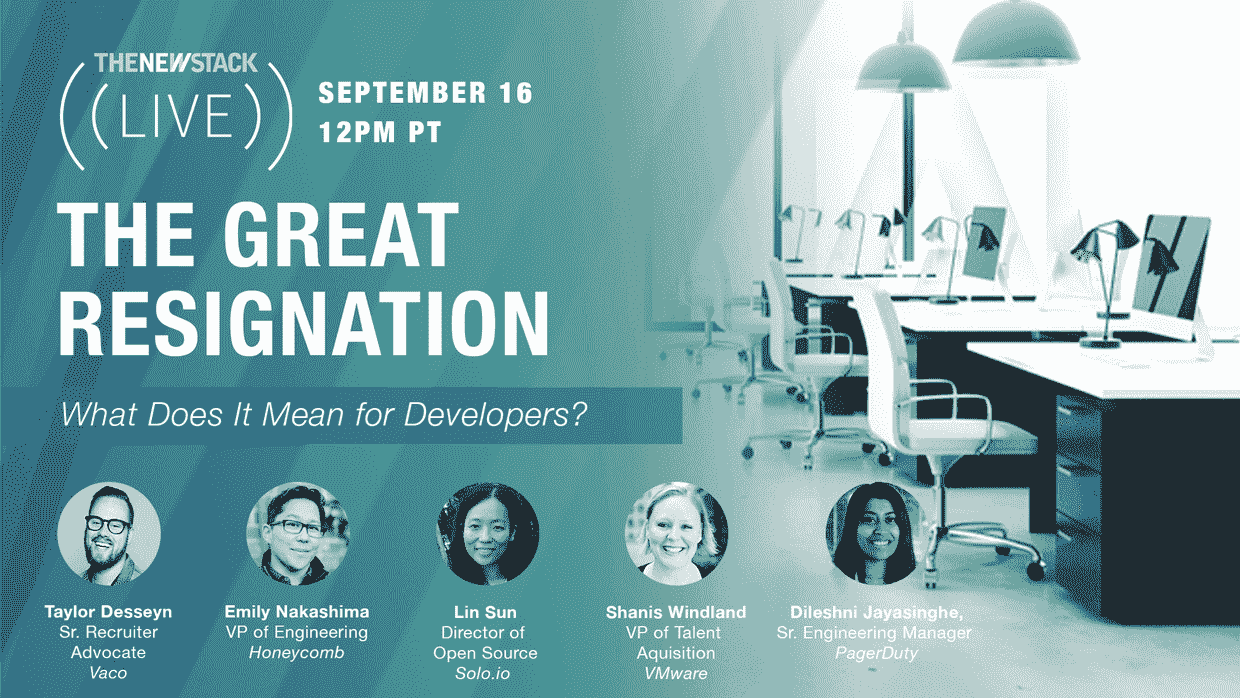 THENEWSTACK
(LIVE)
SEPTEMBER 16
12PM PT
THE GREAT
RESIGNATION
What Does It Mean for Developers?
Taylor Desseyn
Sr. Recruiter
Advocate
Vaco
Emily Nakashima
VP of Engineering
Honeycomb
Lin Sun
Director of
Open Source
Solo.io
Shanis Windland
VP of Talent
Aquisition
VMware
Dileshni Jayasinghe,
Sr. Engineering Manager
PagerDuty